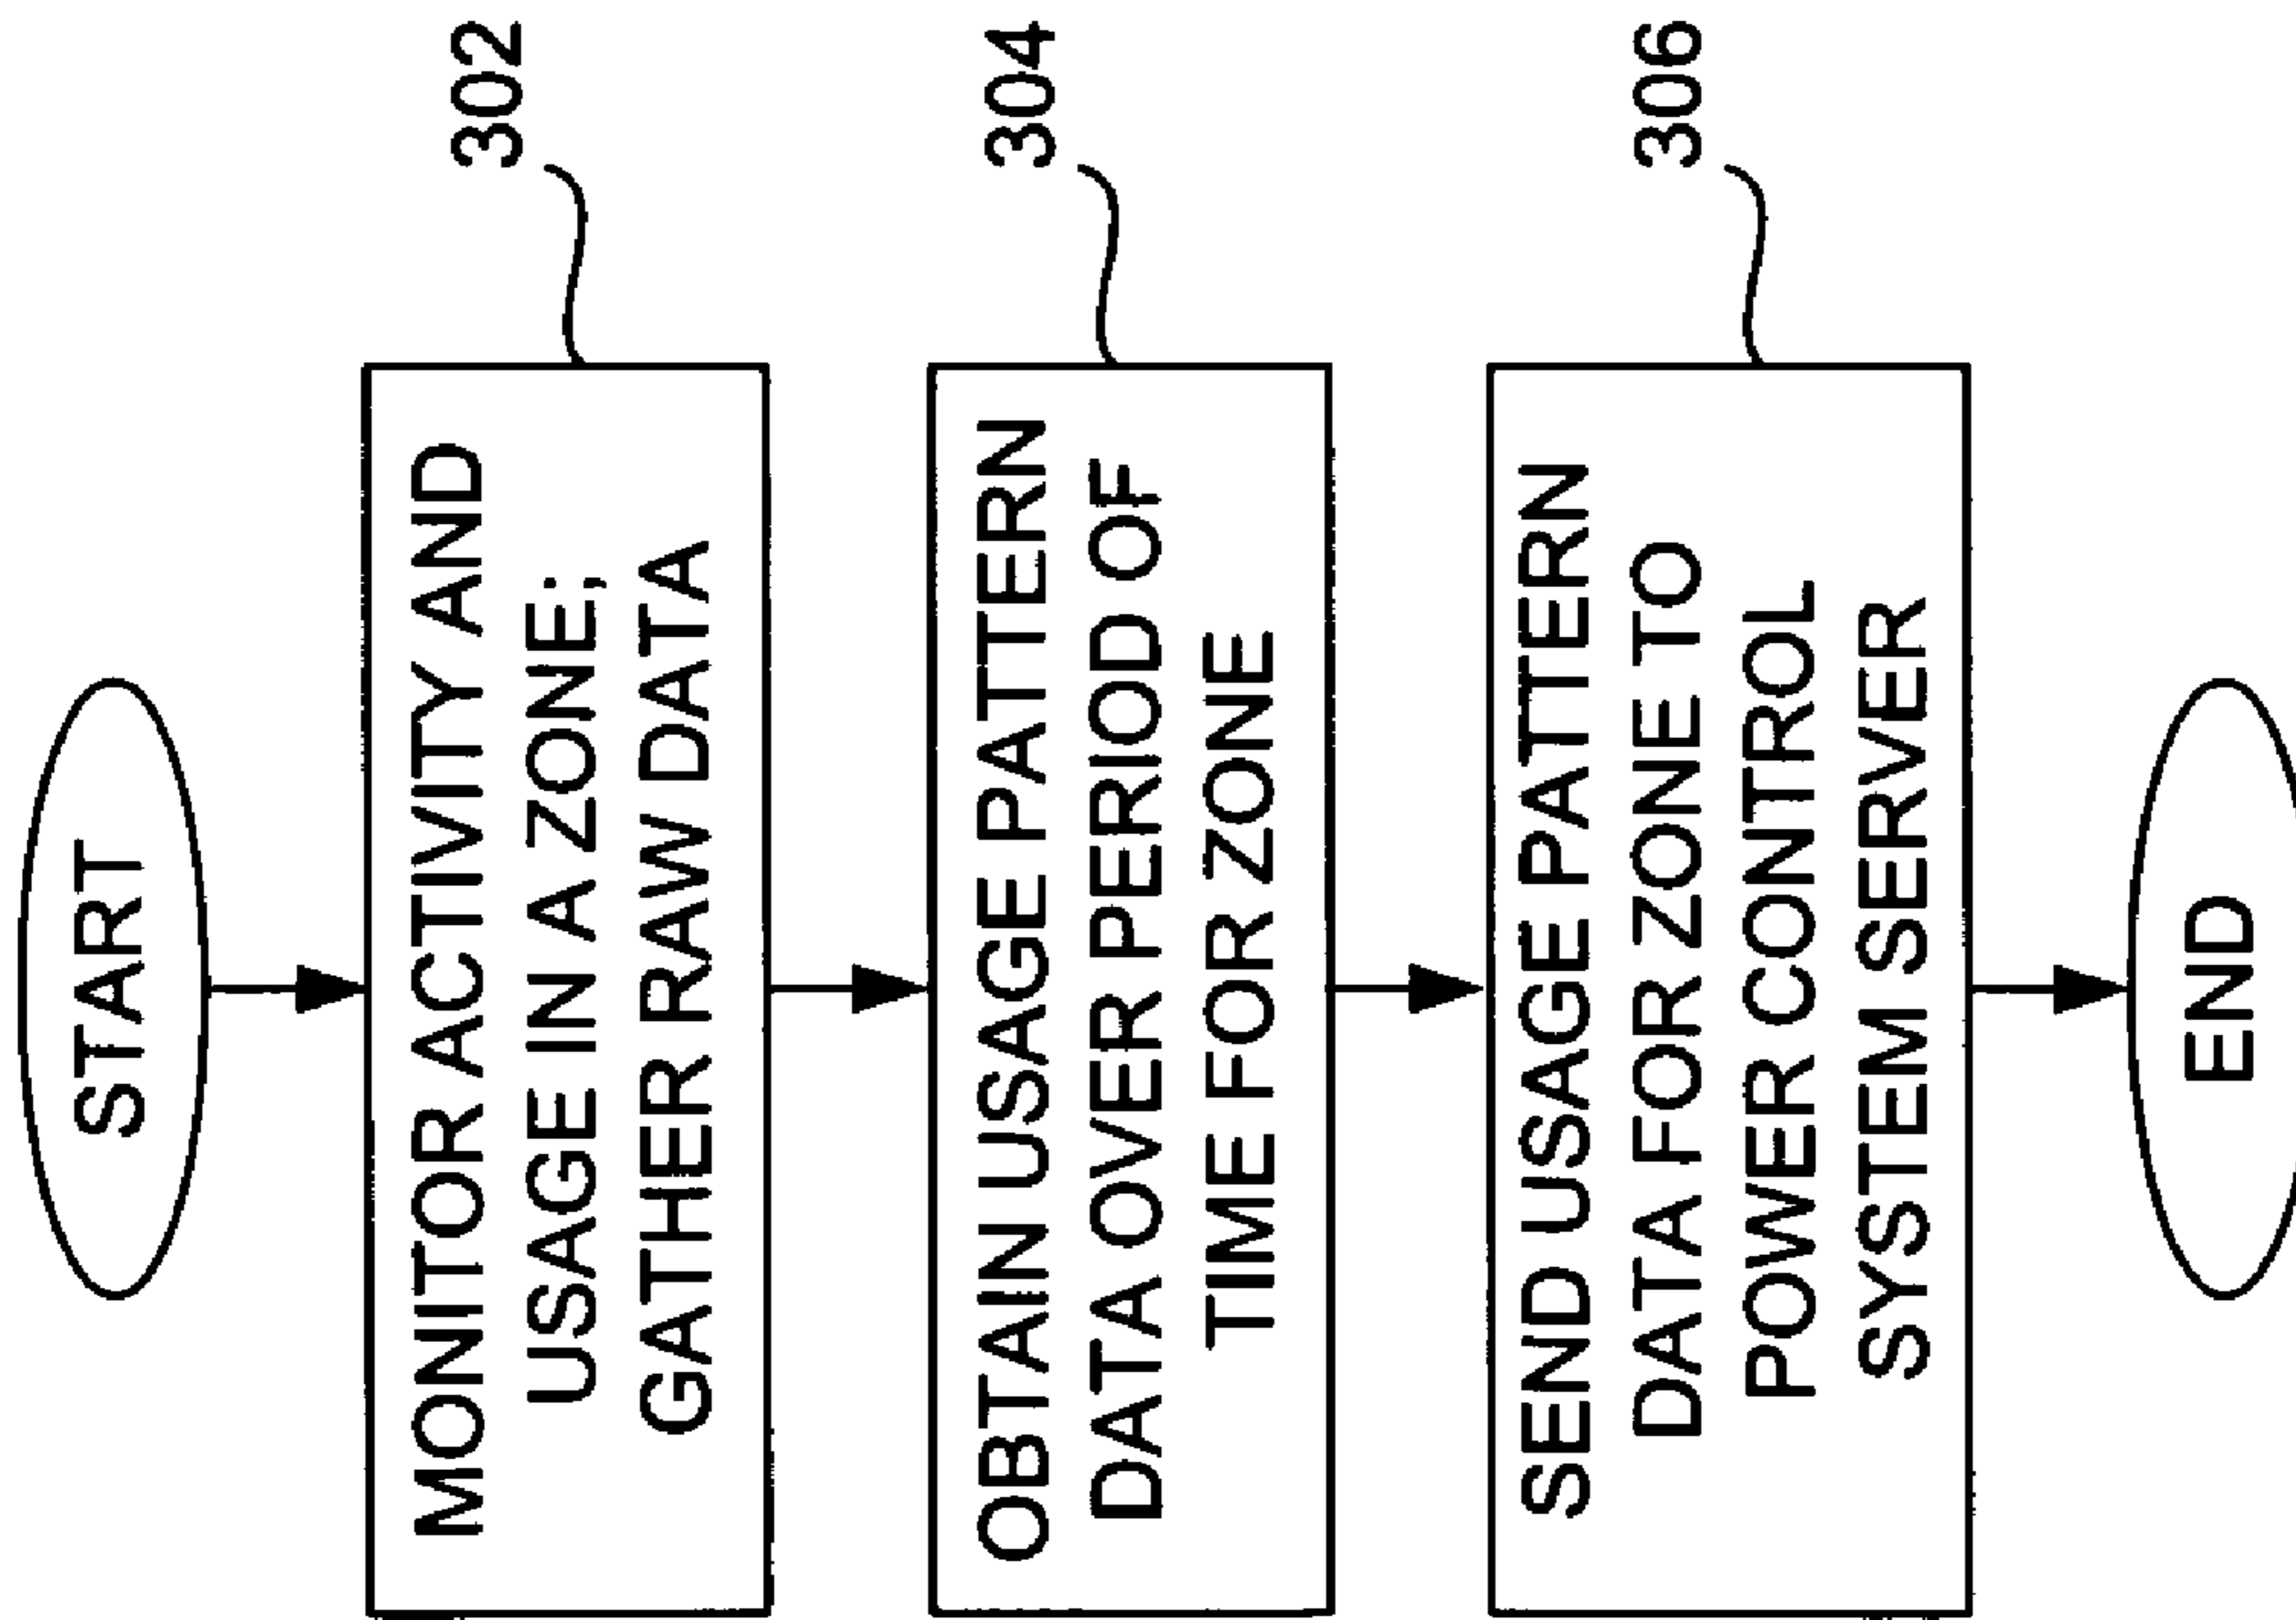 START
MONITOR ACTIVITY AND
USAGE IN A ZONE;
GATHER RAW DATA
302
OBTAIN USAGE PATTERN
DATA OVER PERIOD OF
TIME FOR ZONE
304
SEND USAGE PATTERN
DATA FOR ZONE TO
POWER CONTROL
SYSTEM SERVER
306
END